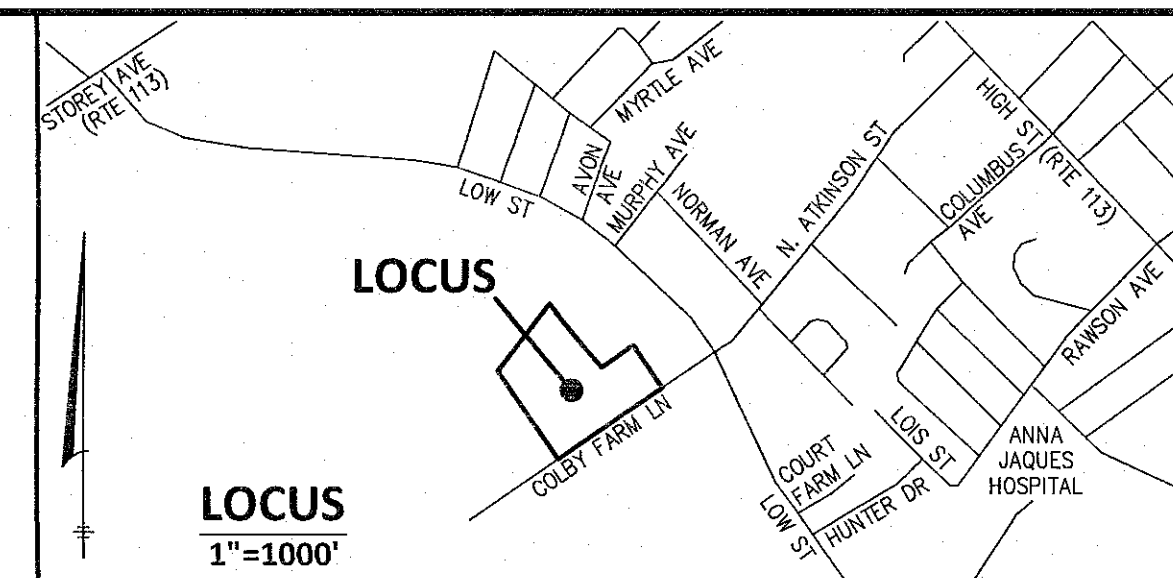 STOREY AVE
(RTE 113)
MYRTLE AVE
AVON
AVE
MURPHY AVE
LOW ST
NORMAN AVE
N. ATKINSON ST
HIGH ST (RTE 113)
COLUMBUS
AVE
RAWSON AVE
LOCUS
COLBY FARM LN
LOIS ST
ANNA
JAQUES
HOSPITAL
COURT
FARM LN
HUNTER DR
LOW ST
LOCUS
1"=1000'